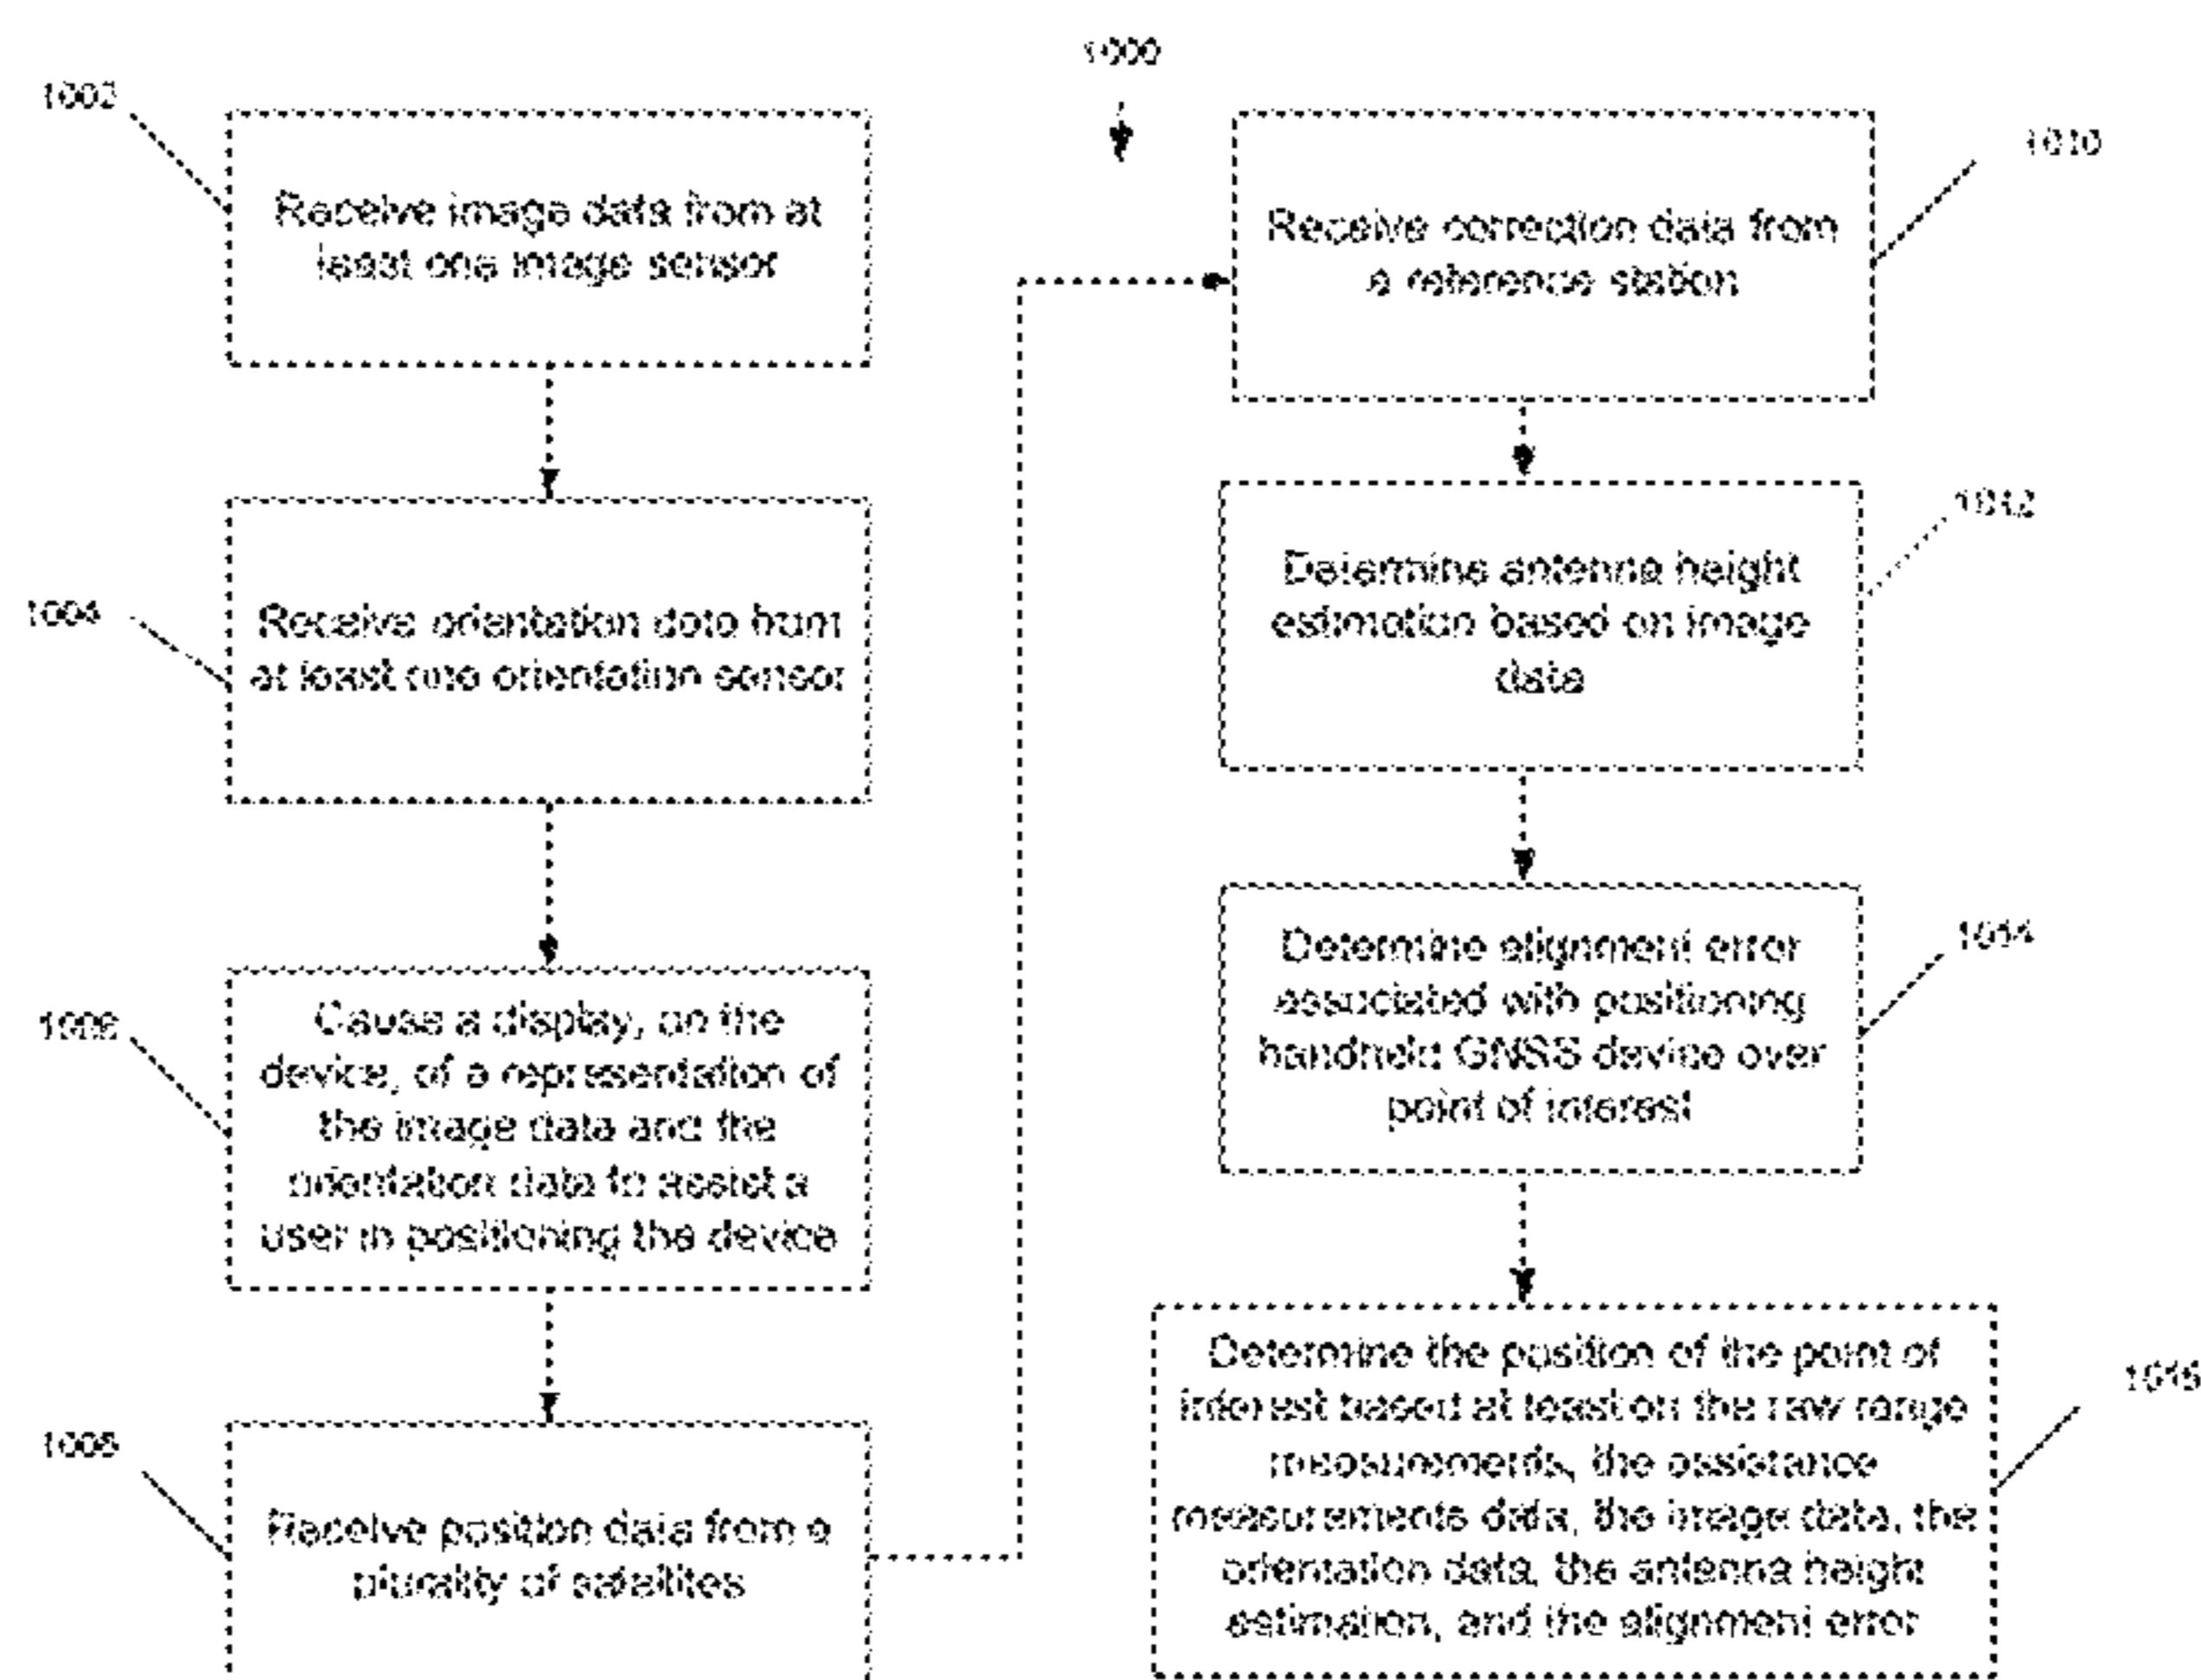 1000
1002
Receive image data from at
least one image sensor
1004
Receive orientation data from
at least one orientation sensor
1006
Cause a display, on the
device, of a representation of
the image data and the
orientation data to assist a
user in positioning the device
1008
Receive position data from a
plurality of satellites
1010
Receive correction data from
a reference station
1012
Determine antenna height
estimation based on image
data
1014
Determine alignment error
associated with positioning
handheld GNSS device over
point of interest
1016
Determine the position of the point of
interest based at least on the raw range
measurements, the assistance
measurements data, the image data, the
orientation data, the antenna height
estimation, and the alignment error